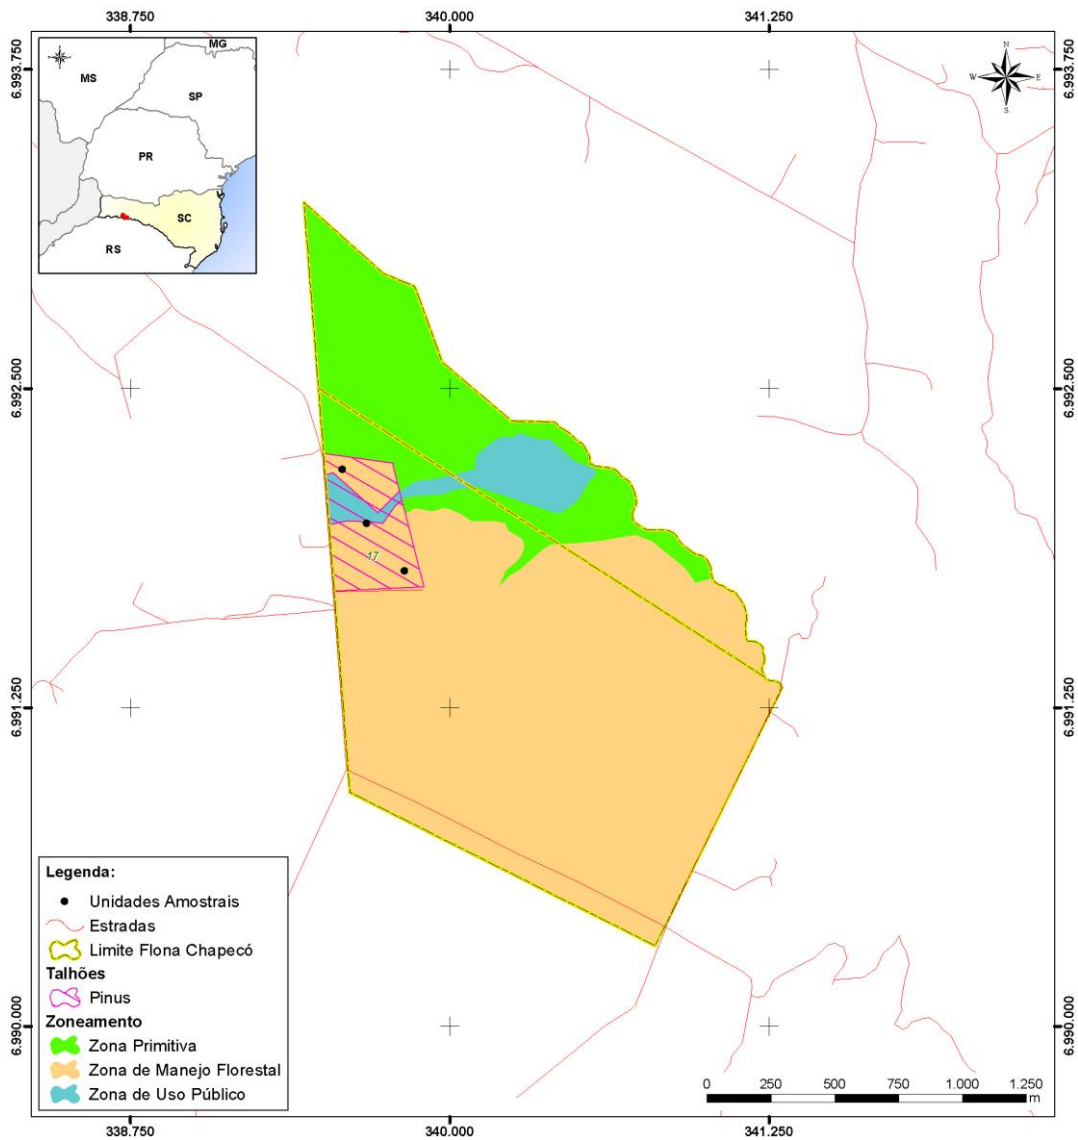 338.750 340.000 341.250
6.993.750 6.993.750
MG
MS
SP
PR
SC
RS
N
W E
S
6.992.500 6.992.500
17
6.991.250 6.991.250
Legenda:
Unidades Amostrais
Estradas
Limite Flona Chapecó
Talhões
Pinus
Zoneamento
Zona Primitiva
Zona de Manejo Florestal
Zona de Uso Público
6.990.000 6.990.000
0 250 500 750 1.000 1.250
m
338.750 340.000 341.250